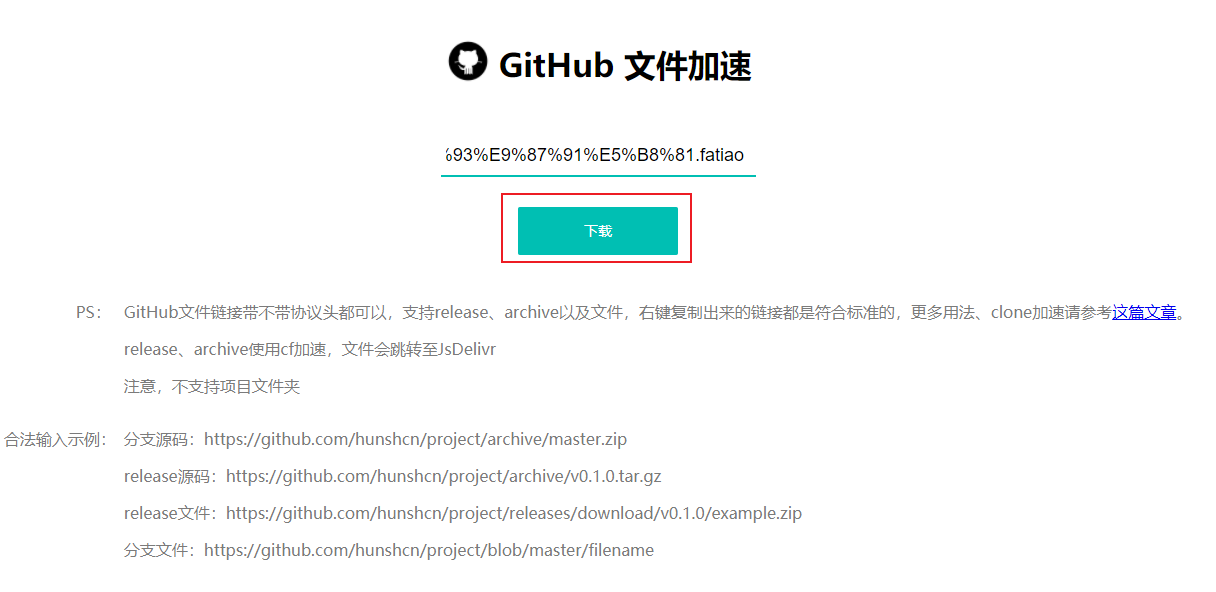 GitHub 文件加速
%93%E9%87%91%E5%B8%81.fatiao
下载
PS： GitHub文件链接带不带协议头都可以，支持release、archive以及文件，右键复制出来的链接都是符合标准的，更多用法、clone加速请参考这篇文章。
release、archive使用cf加速，文件会跳转至JsDelivr
注意，不支持项目文件夹
合法输入示例： 分支源码：https://github.com/hunshcn/project/archive/master.zip
release源码：https://github.com/hunshcn/project/archive/v0.1.0.tar.gz
release文件：https://github.com/hunshcn/project/releases/download/v0.1.0/example.zip
分支文件：https://github.com/hunshcn/project/blob/master/filename